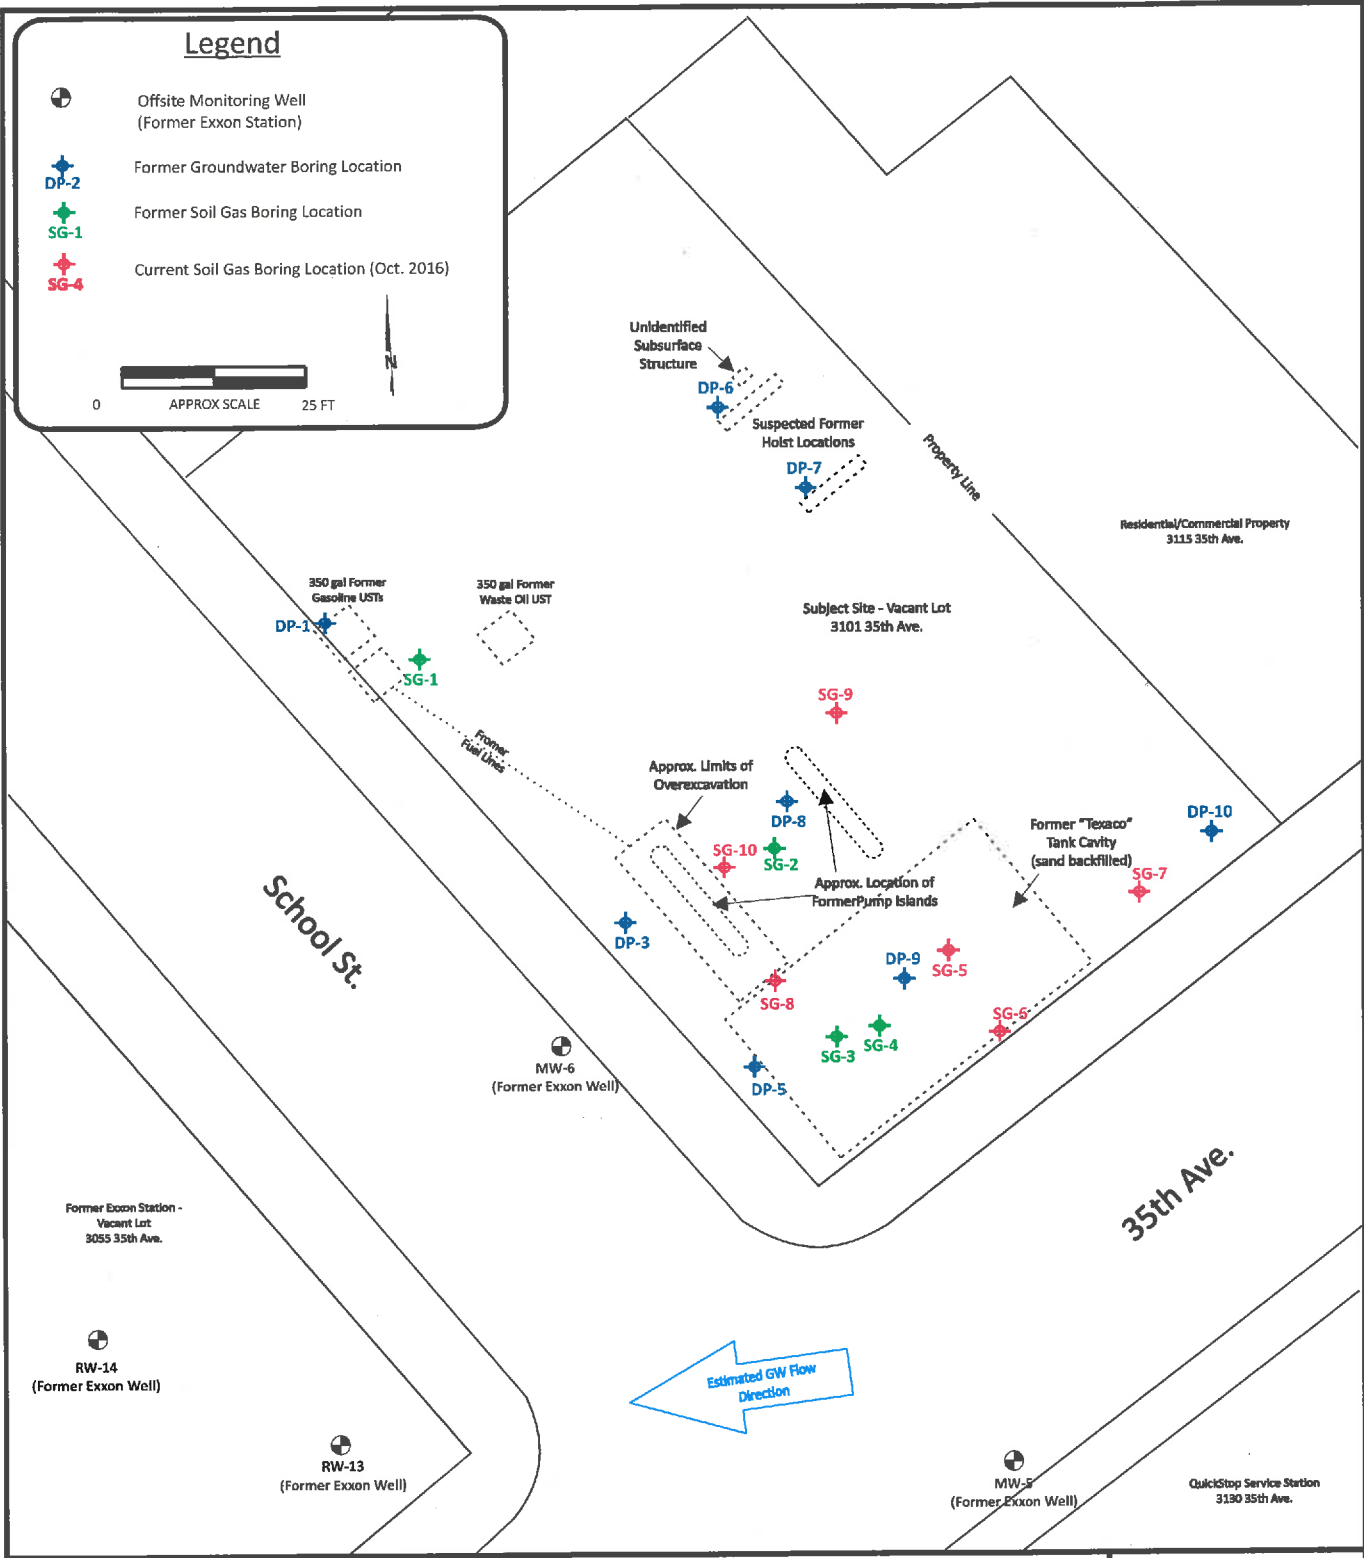 Legend
Offsite Monitoring Well
(Former Exxon Station)
DP-2
Former Groundwater Boring Location
Former Soil Gas Boring Location
SG-1
Current Soil Gas Boring Location (Oct. 2016)
SG-4
N
0
APPROX SCALE
25 FT
Unidentified
Subsurface
Structure
DP-6
Suspected Former
Hoist Locations
DP-7
Property Line
Residential/Commercial Property
3115 35th Ave.
350 gal Former
Gasoline USTs
350 gal Former
Waste Oil UST
DP-1
SG-1
Subject Site - Vacant Lot
3101 35th Ave.
SG-9
Fromer
Fuel Lines
Approx. Limits of
Overexcavation
DP-8
SG-10
SG-2
DP-10
Former "Texaco"
Tank Cavity
(sand backfilled)
SG-7
Approx. Location of
FormerPump Islands
School St.
DP-3
DP-9
SG-5
SG-8
SG-6
SG-3
SG-4
MW-6
(Former Exxon Well)
DP-5
35th Ave.
Former Exxon Station -
Vacant Lot
3055 35th Ave.
RW-14
(Former Exxon Well)
Estimated GW Flow
Direction
RW-13
(Former Exxon Well)
MW-5
(Former Exxon Well)
QuickStop Service Station
3130 35th Ave.